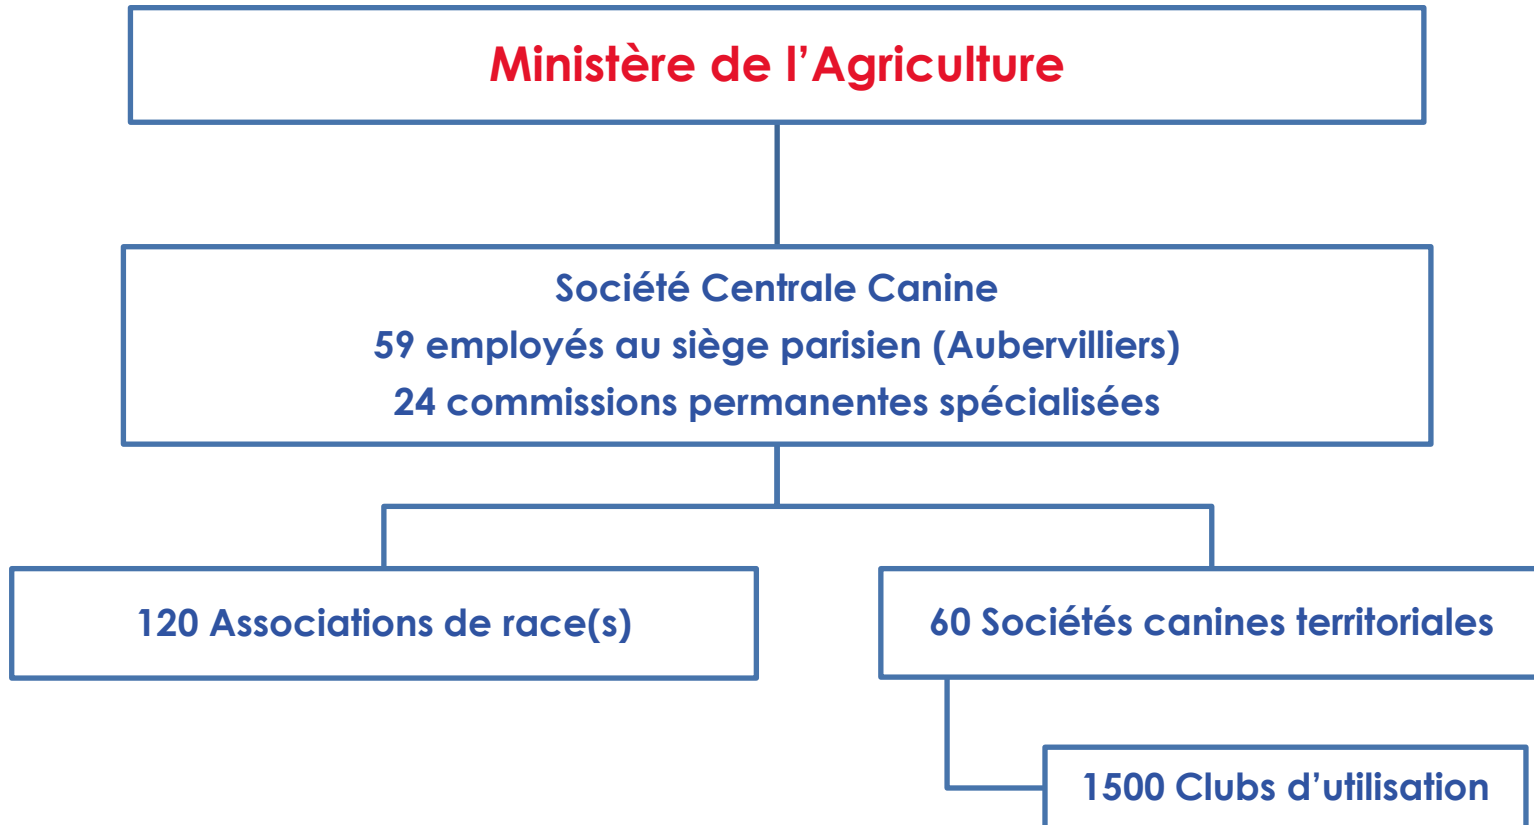 Ministère de l’Agriculture
Société Centrale Canine
59 employés au siège parisien (Aubervilliers)
24 commissions permanentes spécialisées
120 Associations de race(s)
60 Sociétés canines territoriales
1500 Clubs d’utilisation